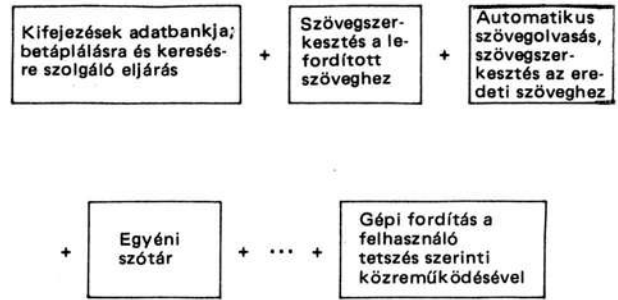 Kifejezések adatbankja;
betáplálásra és keresés-
re szolgáló eljárás
+
Szövegszer-
kesztés a le-
fordított
szöveghez
+
Automatikus
szövegolvasás,
szövegszer-
kesztés az ere-
deti szöveghez
+
Egyéni
szótár
+ ... +
Gépi fordítás a
felhasználó
tetszés szerinti
közreműködésével